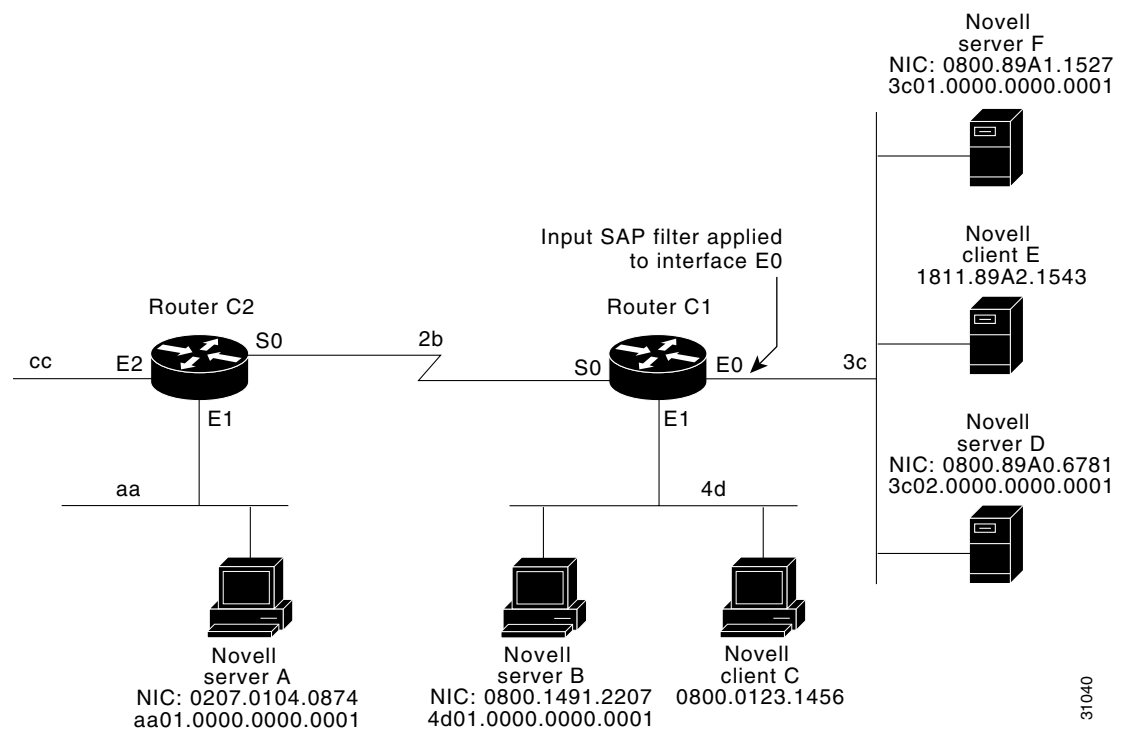 Novell
server F
NIC: 0800.89A1.1527
3c01.0000.0000.0001
Input SAP filter applied
to interface E0
Novell
client E
1811.89A2.1543
Router C2
Router C1
S0
2b
cc
E2
S0
E0
3c
E1
E1
Novell
server D
NIC: 0800.89A0.6781
3c02.0000.0000.0001
aa
4d
Novell
server A
NIC: 0207.0104.0874
aa01.0000.0000.0001
Novell
server B
NIC: 0800.1491.2207
4d01.0000.0000.0001
Novell
client C
0800.0123.1456
31040